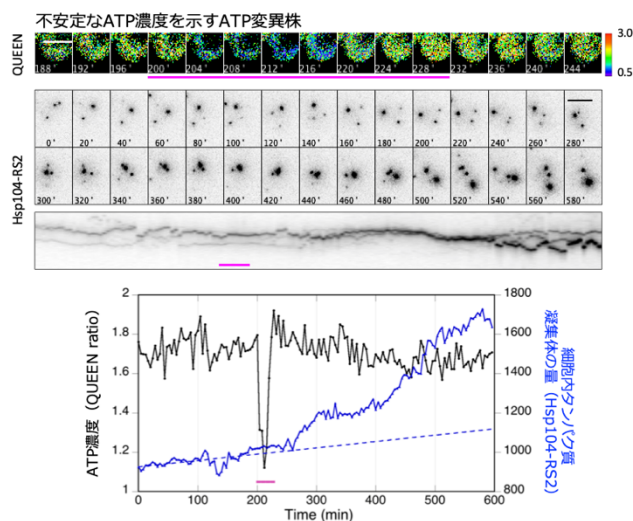 不安定なATP濃度を示すATP変異株
QUEEN
188' 192' 196' 200' 204' 208' 212' 216' 220' 224' 228' 232' 236' 240' 244'
3.0
0.5
Hsp104-RS2
0' 20' 40' 60' 80' 100' 120' 140' 160' 180' 200' 220' 240' 260' 280'
300' 320' 340' 360' 380' 400' 420' 440' 460' 480' 500' 520' 540' 560' 580'
ATP濃度（QUEEN ratio）
2
1.8
1.6
1.4
1.2
1
1800
1600
1400
1200
1000
800
細胞内タンパク質
凝集体の量（Hsp104-RS2）
0 100 200 300 400 500 600
Time (min)